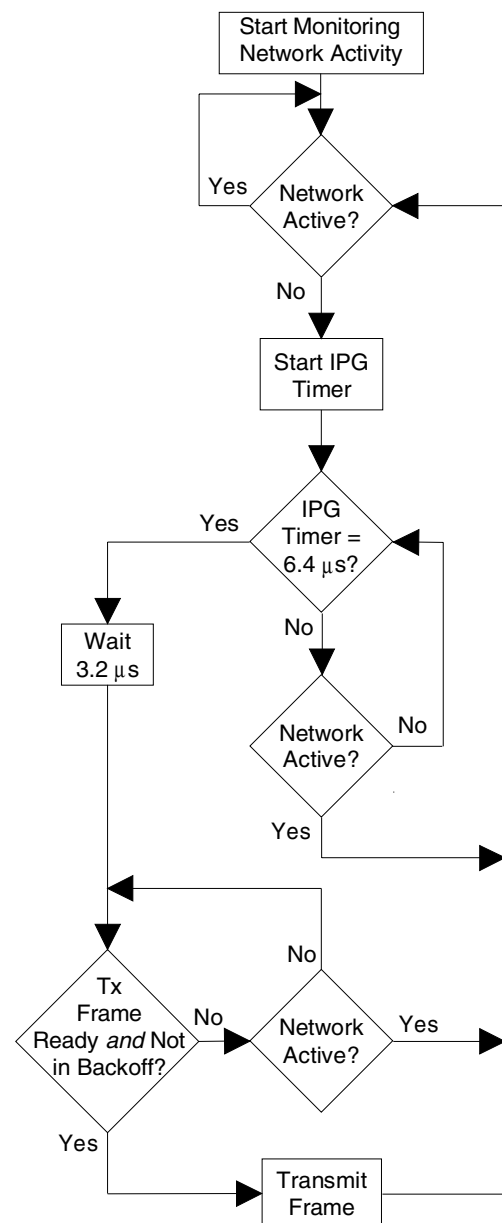 Start Monitoring
Network Activity
Yes
Network
Active?
No
Start IPG
Timer
Yes
IPG
Timer =
6.4 μs?
No
Wait
3.2 μs
Network
Active?
No
Yes
No
Tx
Frame
Ready and Not
in Backoff?
No
Network
Active?
Yes
Yes
Transmit
Frame